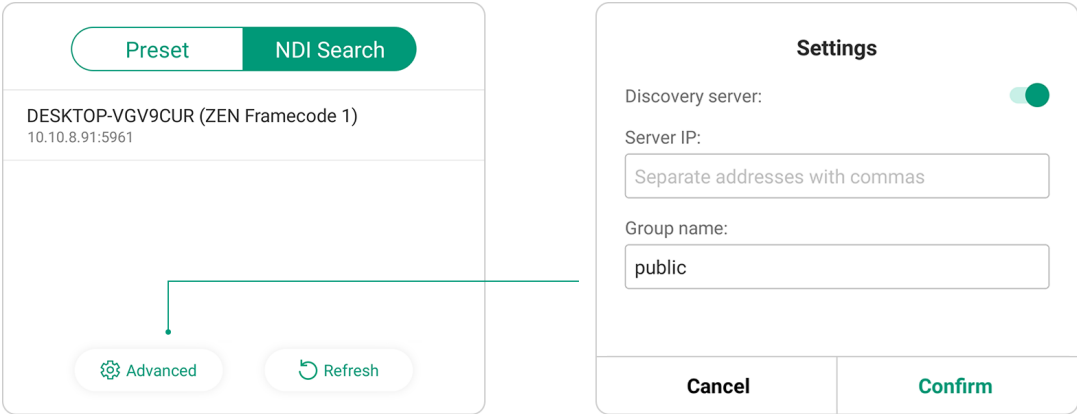 Preset
NDI Search
DESKTOP-VGV9CUR (ZEN Framecode 1)
10.10.8.91:5961
Advanced
Refresh
Settings
Discovery server:
Server IP:
Separate addresses with commas
Group name:
public
Cancel
Confirm